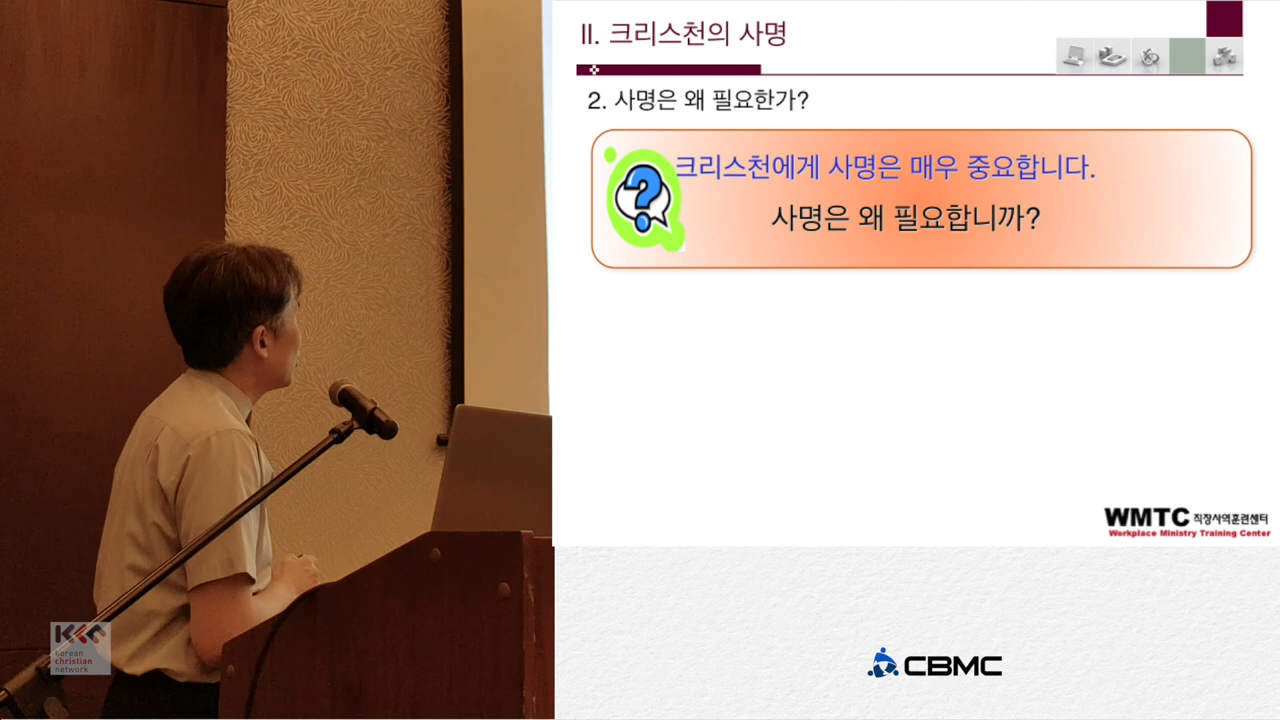 II. 크리스천의 사명
2. 사명은 왜 필요한가?
크리스천에게 사명은 매우 중요합니다.
사명은 왜 필요합니까?
WMTC 직장사역훈련센터
Workplace Ministry Training Center
korean
christian
network
CBMC